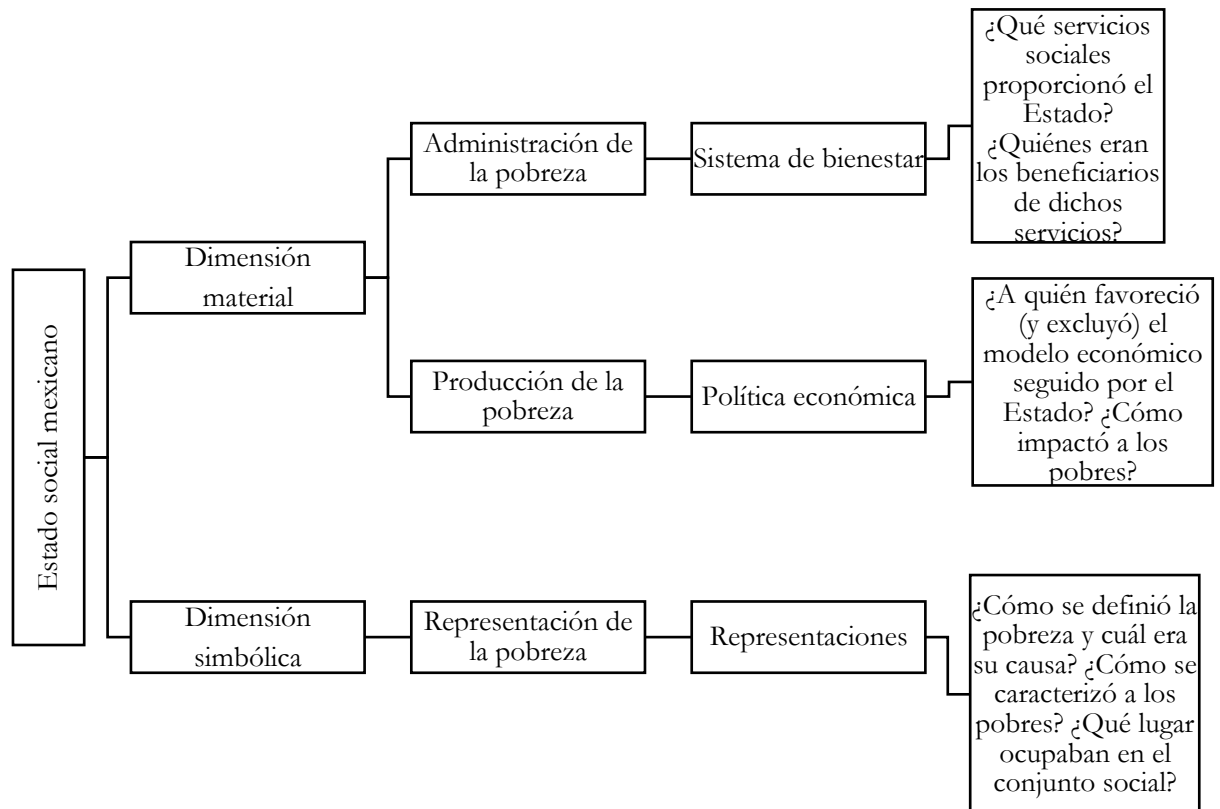 Estado social mexicano
Dimensión
material
Administración de
la pobreza
Sistema de bienestar
¿Qué servicios
sociales
proporcionó el
Estado?
¿Quiénes eran
los beneficiarios
de dichos
servicios?
Producción de la
pobreza
Política económica
¿A quién favoreció
(y excluyó) el
modelo económico
seguido por el
Estado? ¿Cómo
impactó a los
pobres?
Dimensión
simbólica
Representación de
la pobreza
Representaciones
¿Cómo se definió la
pobreza y cuál era
su causa? ¿Cómo se
caracterizó a los
pobres? ¿Qué lugar
ocupaban en el
conjunto social?